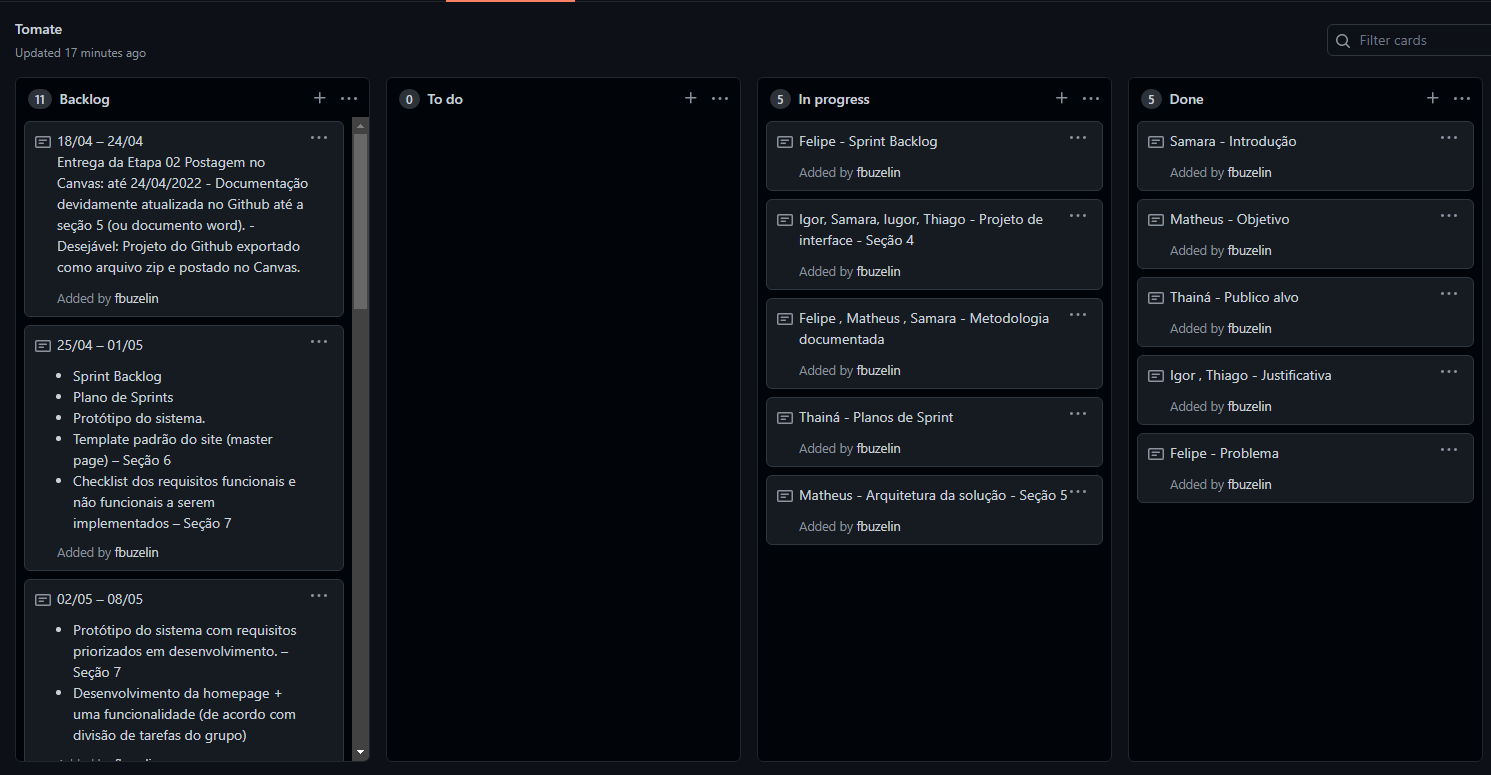 Tomate
Updated 17 minutes ago
Filter cards
11 Backlog
18/04 – 24/04
Entrega da Etapa 02 Postagem no
Canvas: até 24/04/2022 - Documentação
devidamente atualizada no Github até a
seção 5 (ou documento word). -
Desejável: Projeto do Github exportado
como arquivo zip e postado no Canvas.
Added by fbuzelin
25/04 – 01/05
• Sprint Backlog
• Plano de Sprints
• Protótipo do sistema.
• Template padrão do site (master
page) – Seção 6
• Checklist dos requisitos funcionais e
não funcionais a serem
implementados – Seção 7
Added by fbuzelin
02/05 – 08/05
• Protótipo do sistema com requisitos
priorizados em desenvolvimento. –
Seção 7
• Desenvolvimento da homepage +
uma funcionalidade (de acordo com
divisão de tarefas do grupo)
0 To do
5 In progress
Felipe - Sprint Backlog
Added by fbuzelin
Igor, Samara, Iugor, Thiago - Projeto de
interface - Seção 4
Added by fbuzelin
Felipe , Matheus , Samara - Metodologia
documentada
Added by fbuzelin
Thainá - Planos de Sprint
Added by fbuzelin
Matheus - Arquitetura da solução - Seção 5
Added by fbuzelin
5 Done
Samara - Introdução
Added by fbuzelin
Matheus - Objetivo
Added by fbuzelin
Thainá - Publico alvo
Added by fbuzelin
Igor , Thiago - Justificativa
Added by fbuzelin
Felipe - Problema
Added by fbuzelin